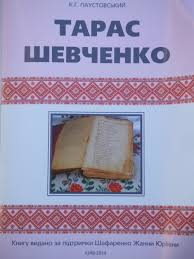 К.Г. ПАУСТОВСЬКИЙ
ТАРАС
ШЕВЧЕНКО
Книгу видано за підтримки Шафаренко Жанни Юріївни